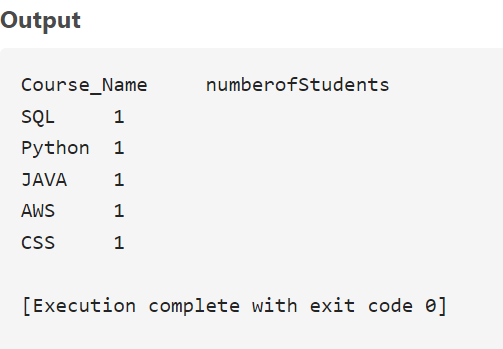 Output
Course_Name numberofStudents
SQL 1
Python 1
JAVA 1
AWS 1
CSS 1
[Execution complete with exit code 0]